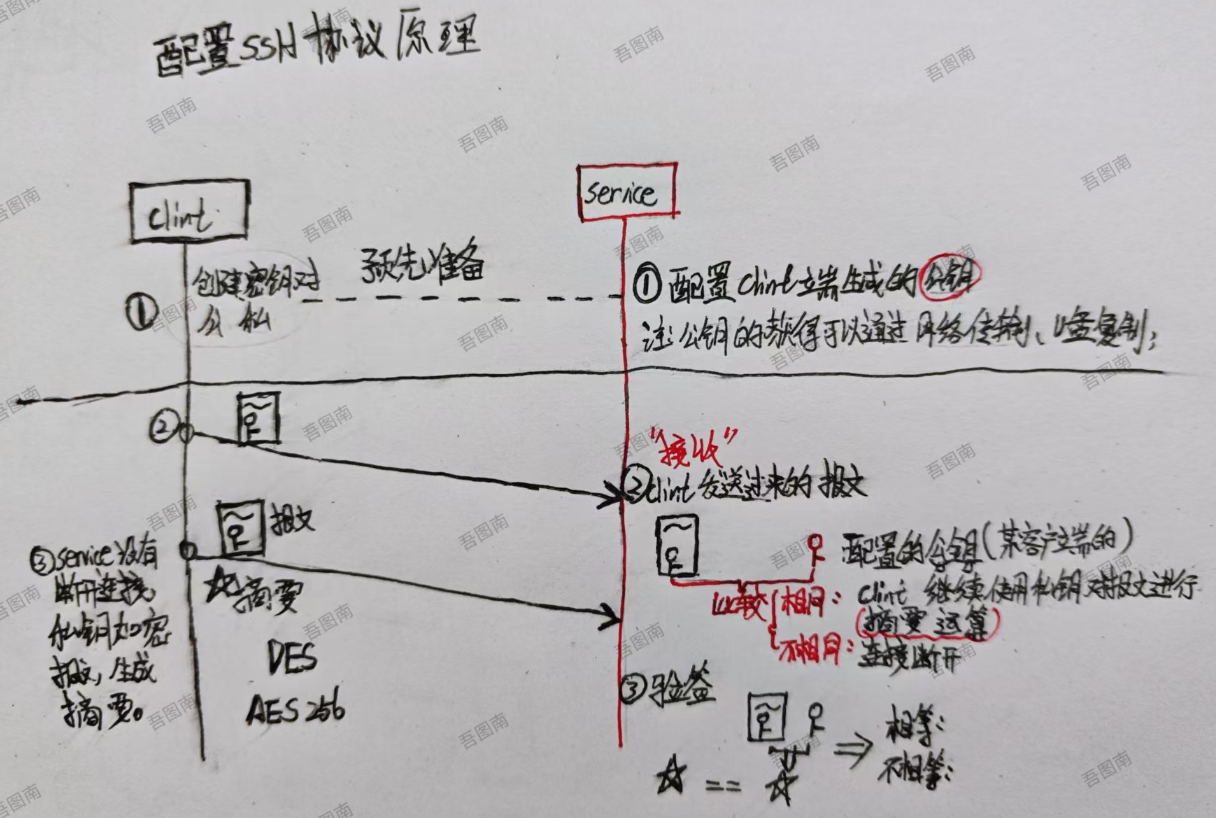 配置SSH协议原理
clint
service
预先准备
①
创建密钥对
公 私
①配置clint端生成的公钥
注:公钥的获得可以通过网络传输、U盘复制;
②
"接收"
②clint发送过来的报文
报文
配置的公钥(某客户端的)
比较
相同:clint 继续使用私钥对报文进行
摘要运算
不相同:连接断开
③service没有
断开连接,
私钥加密
报文,生成
摘要。
摘要
DES
AES 256
③验签
相等:
不相等:
==
吾图南